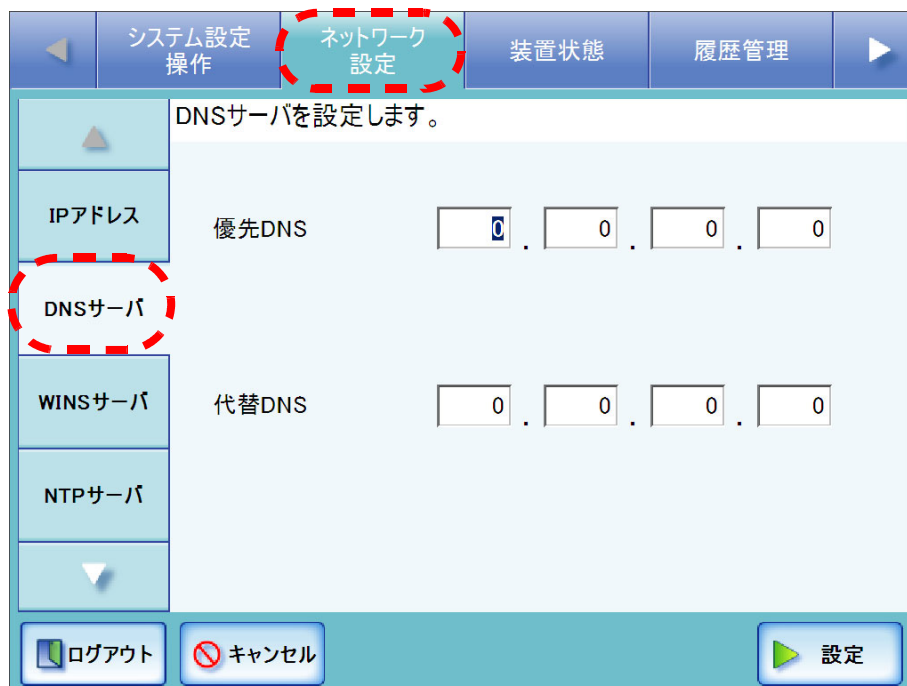 システム設定
操作
ネットワーク
設定
装置状態
履歴管理
DNSサーバを設定します。
IPアドレス
DNSサーバ
WINSサーバ
NTPサーバ
優先DNS 0 . 0 . 0 . 0
代替DNS 0 . 0 . 0 . 0
ログアウト
キャンセル
設定